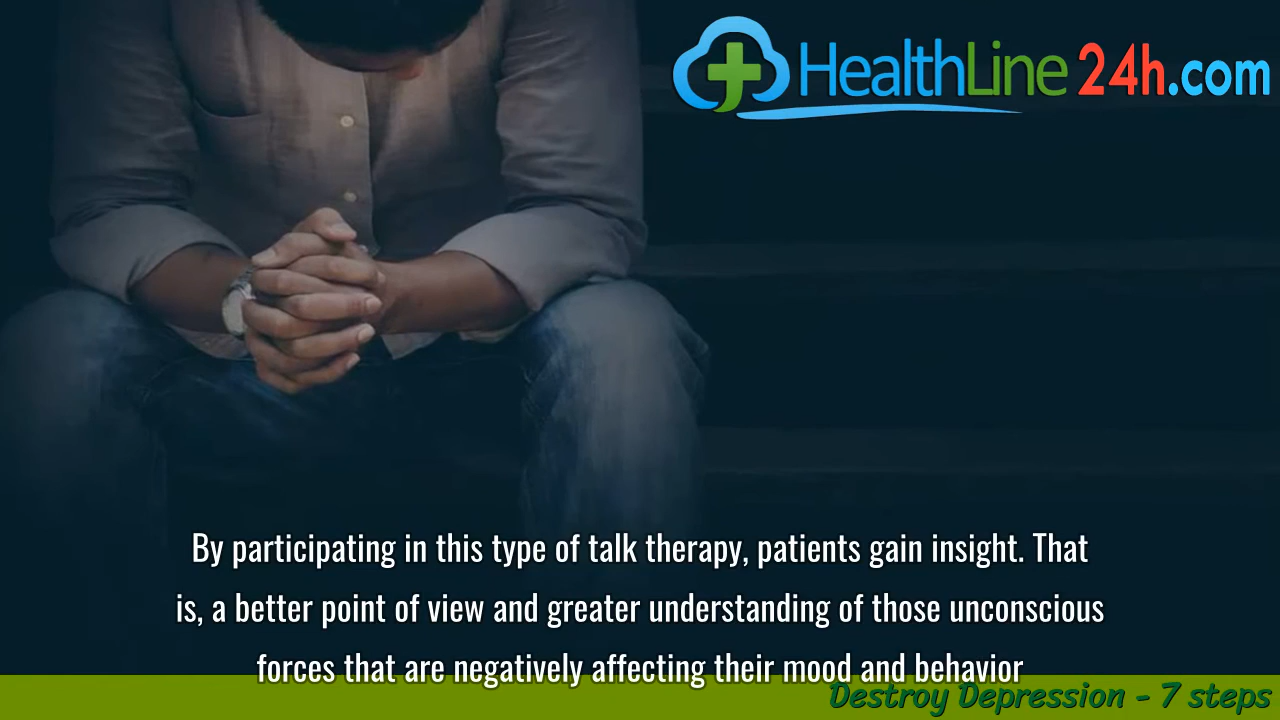 HealthLine 24h.com
By participating in this type of talk therapy, patients gain insight. That
is, a better point of view and greater understanding of those unconscious
forces that are negatively affecting their mood and behavior
Destroy Depression - 7 steps